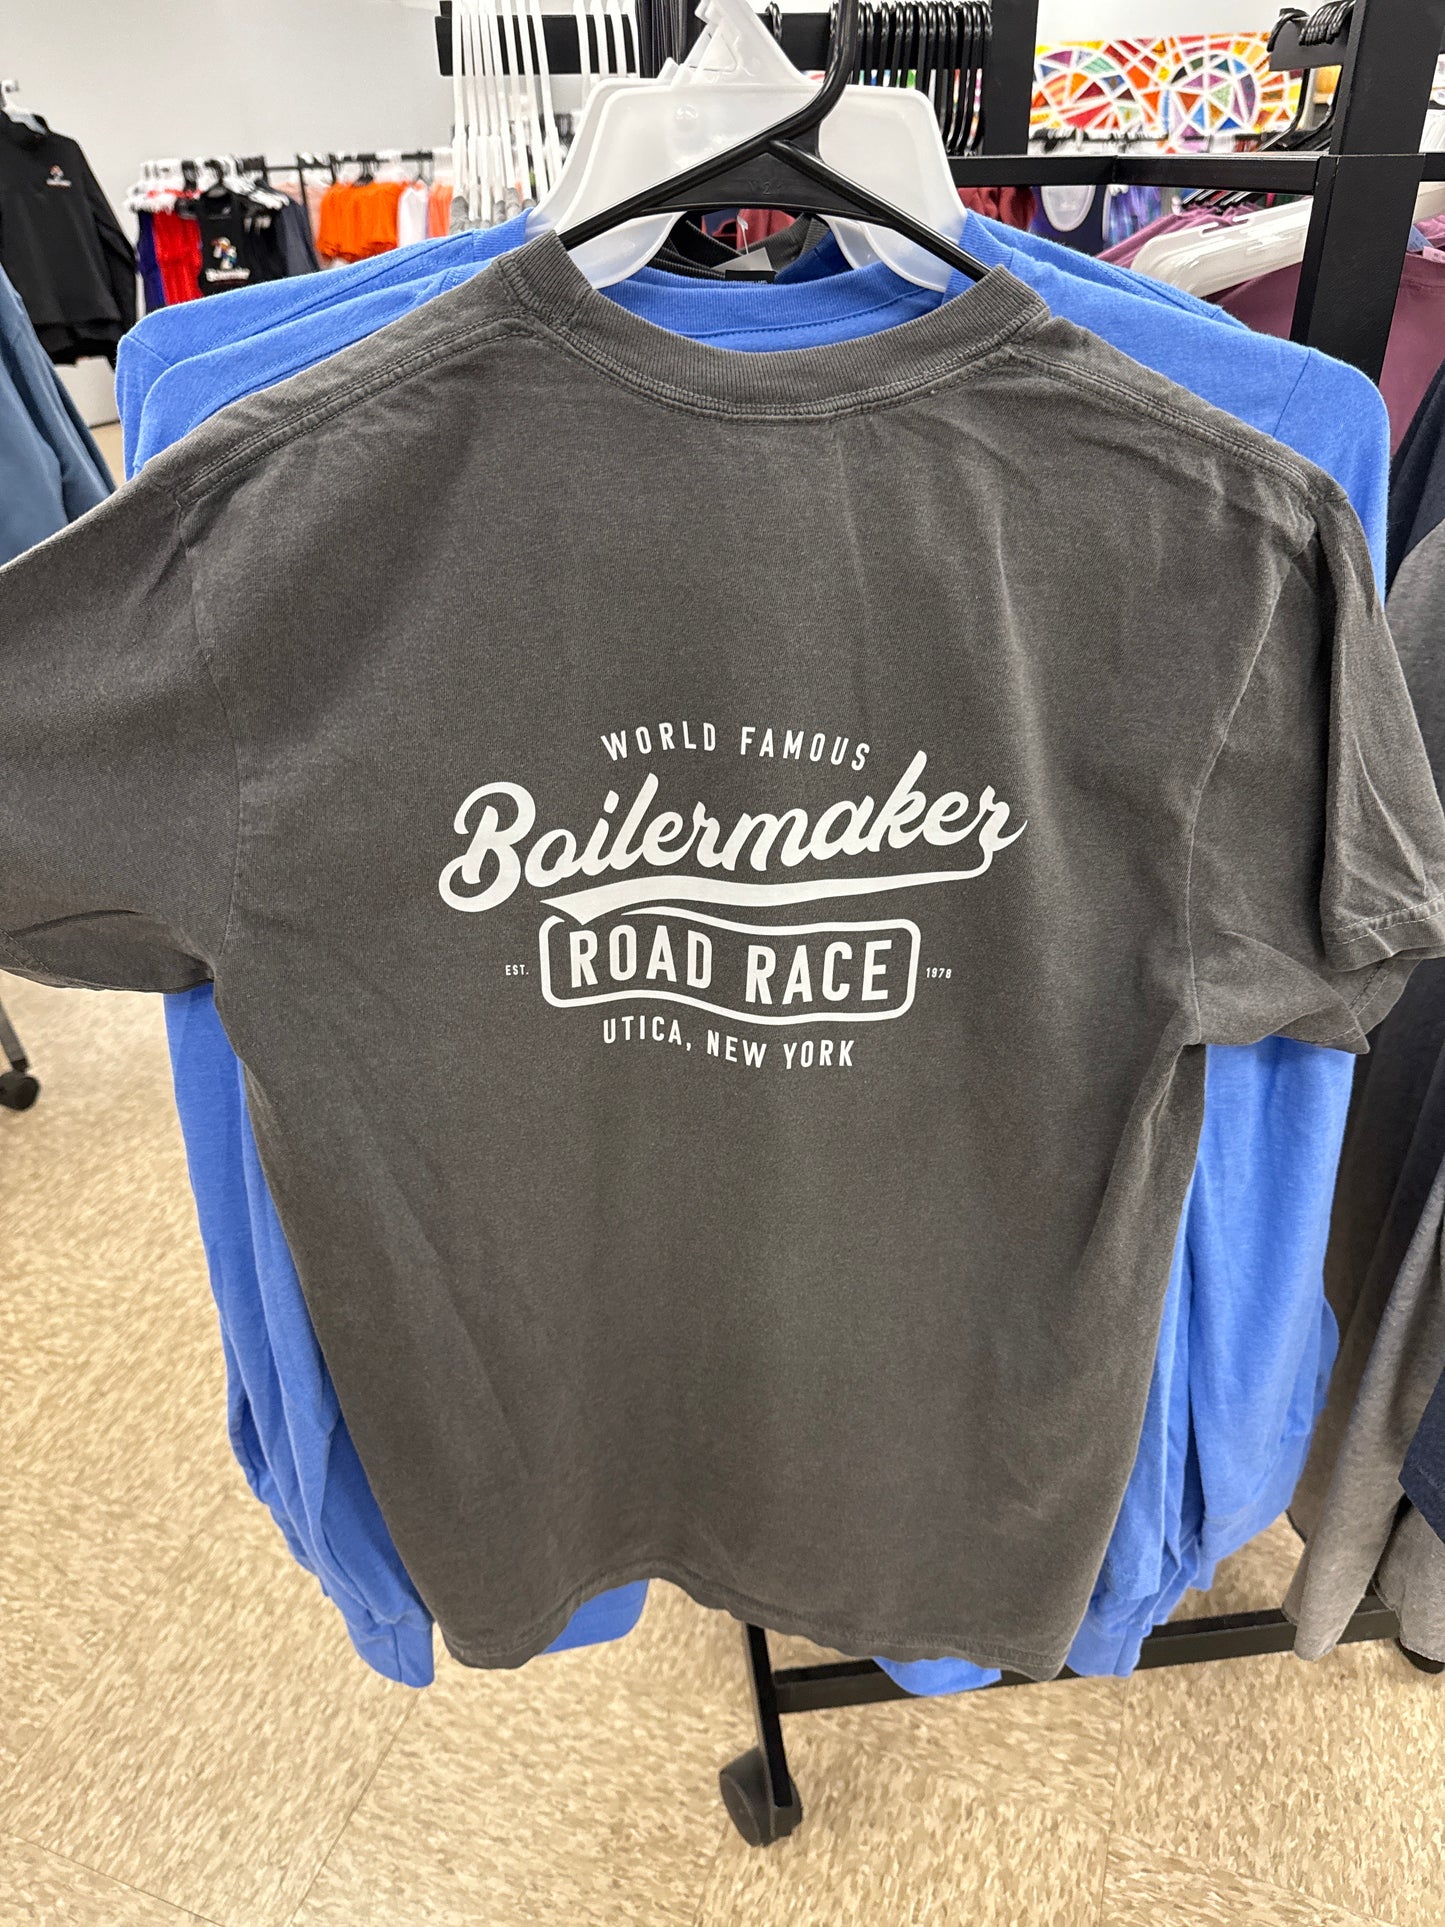 WORLD FAMOUS
Boilermaker
ROAD RACE
EST. 1978
UTICA, NEW YORK